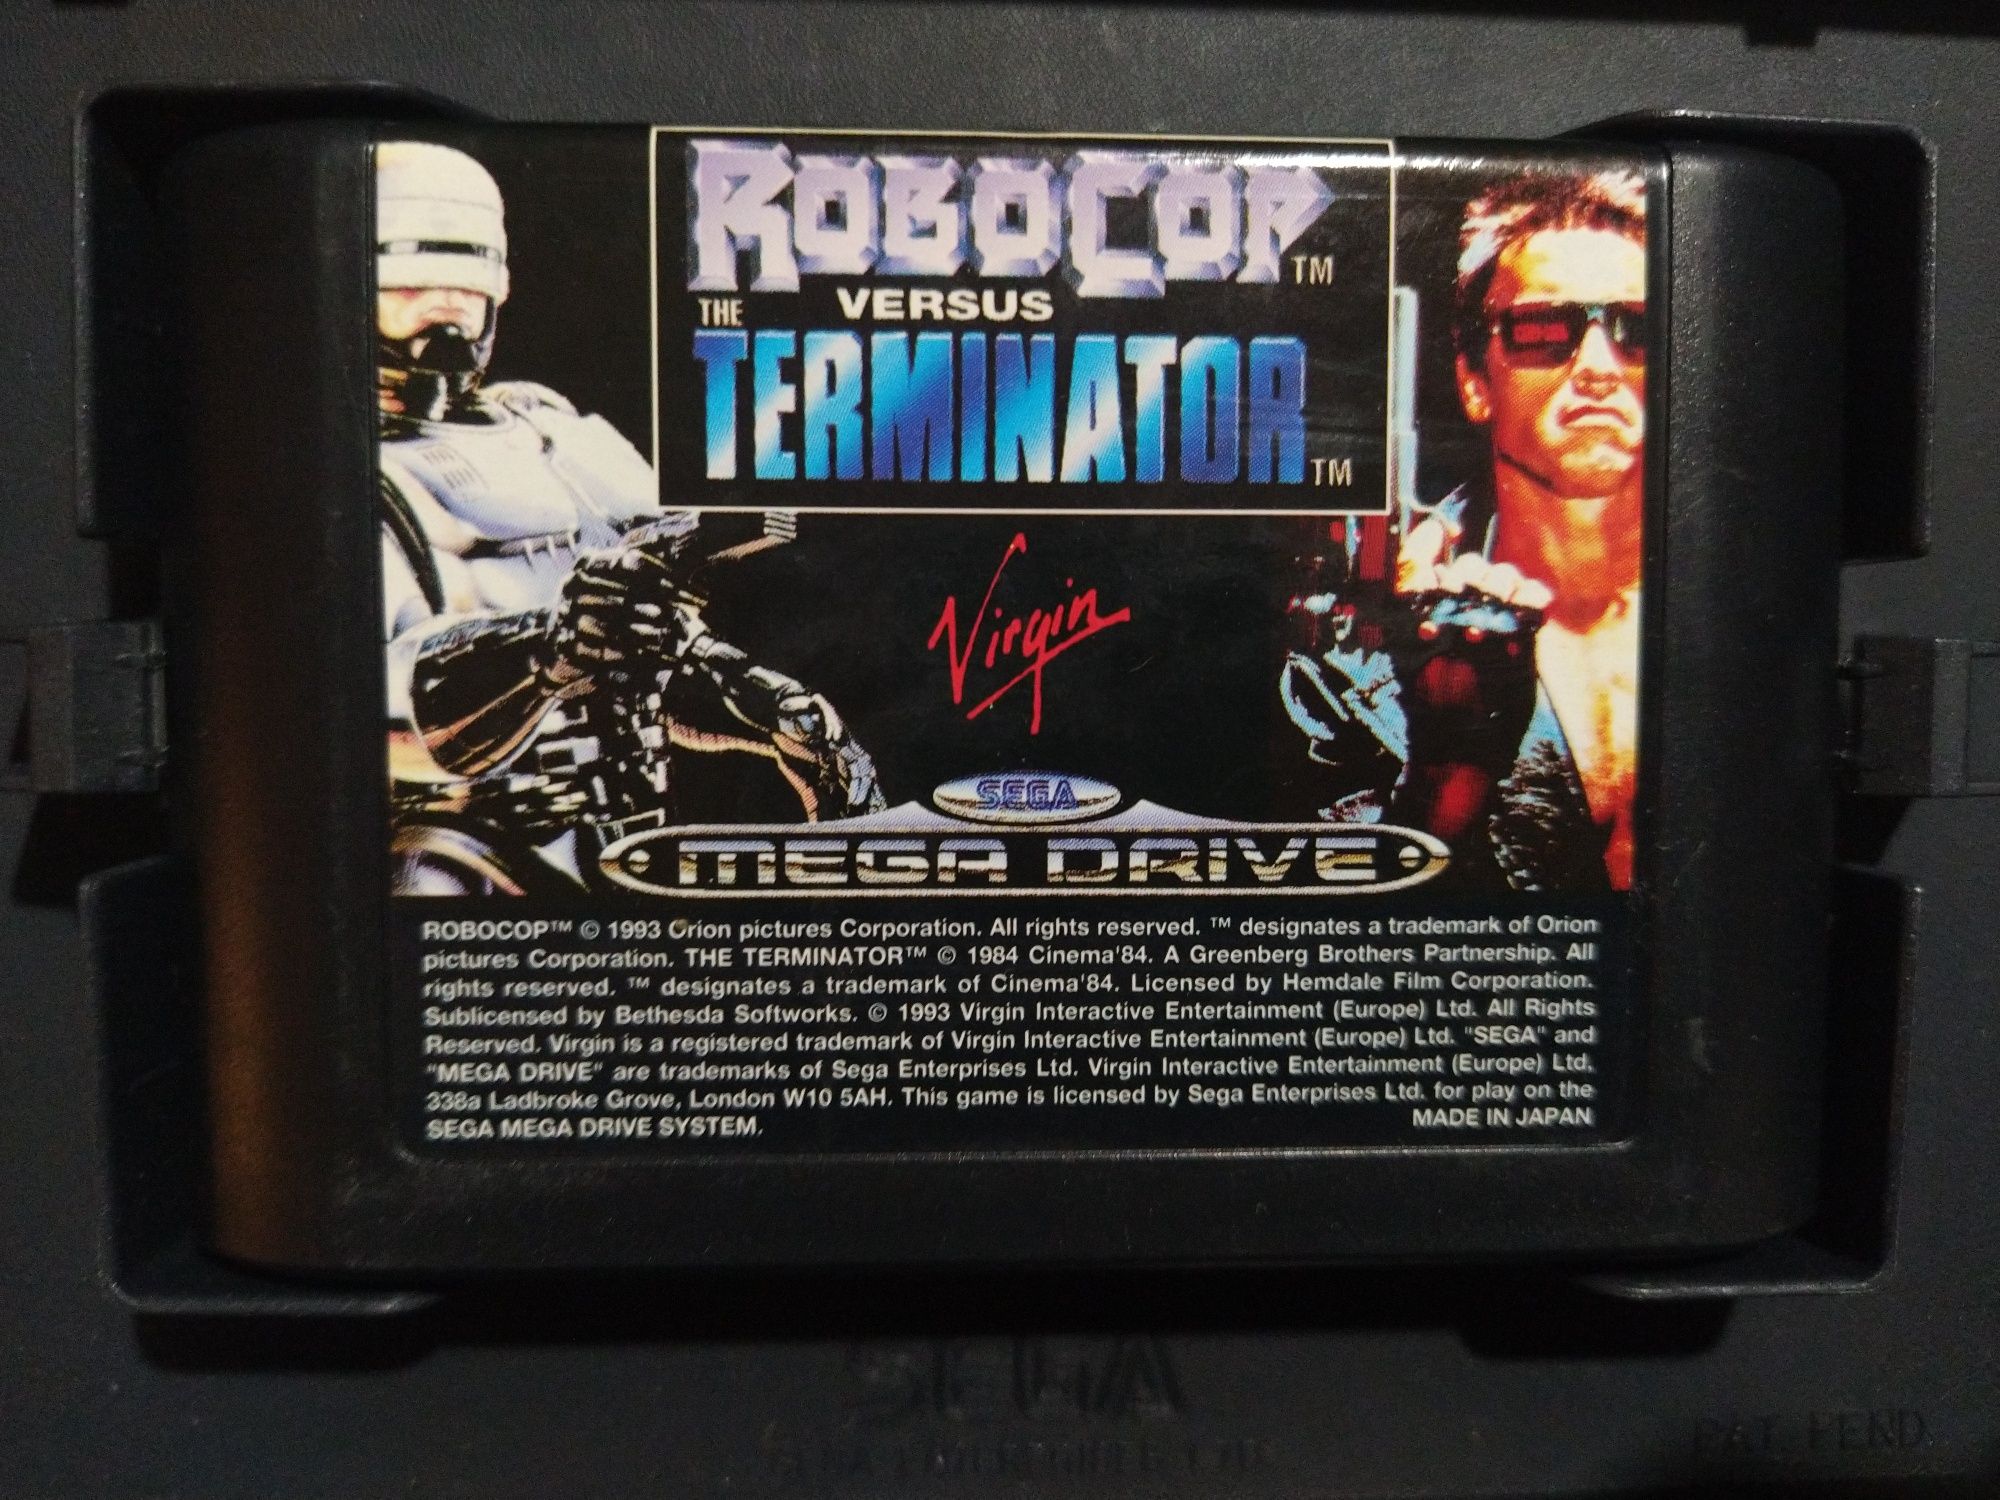 ROBOCOP™
THE VERSUS
TERMINATOR™
Virgin
SEGA
MEGA DRIVE
ROBOCOP™ © 1993 Orion pictures Corporation. All rights reserved. ™ designates a trademark of Orion
pictures Corporation. THE TERMINATOR™ © 1984 Cinema'84. A Greenberg Brothers Partnership. All
rights reserved. ™ designates a trademark of Cinema'84. Licensed by Hemdale Film Corporation.
Sublicensed by Bethesda Softworks. © 1993 Virgin Interactive Entertainment (Europe) Ltd. All Rights
Reserved. Virgin is a registered trademark of Virgin Interactive Entertainment (Europe) Ltd. "SEGA" and
"MEGA DRIVE" are trademarks of Sega Enterprises Ltd. Virgin Interactive Entertainment (Europe) Ltd.
338a Ladbroke Grove, London W10 5AH. This game is licensed by Sega Enterprises Ltd. for play on the
SEGA MEGA DRIVE SYSTEM. MADE IN JAPAN
SEGA
SEGA ENTERPRISES LTD.
PAT. PEND.